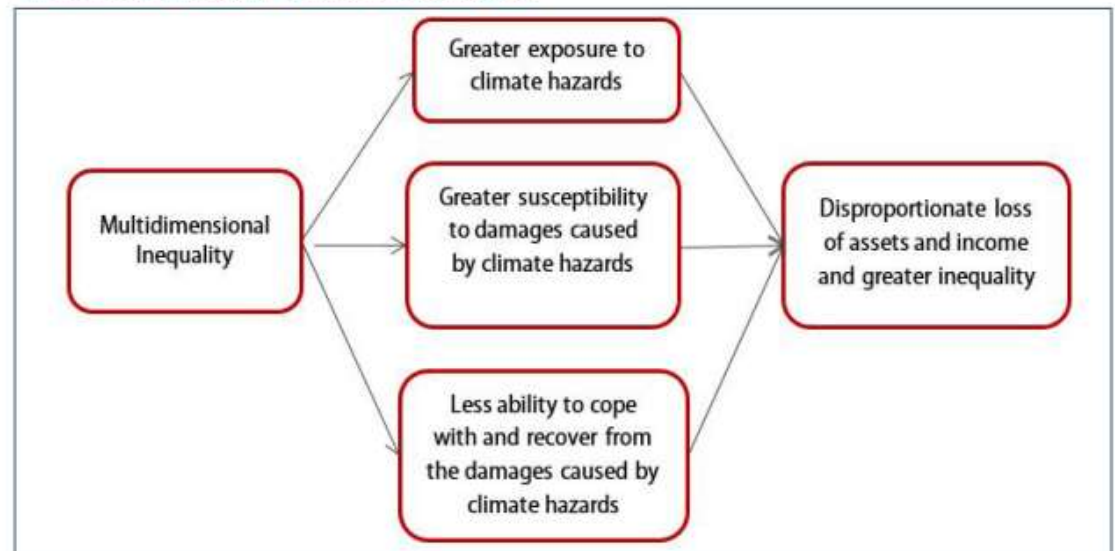 Greater exposure to
climate hazards
Multidimensional
Inequality
Greater susceptibility
to damages caused
by climate hazards
Less ability to cope
with and recover from
the damages caused by
climate hazards
Disproportionate loss
of assets and income
and greater inequality